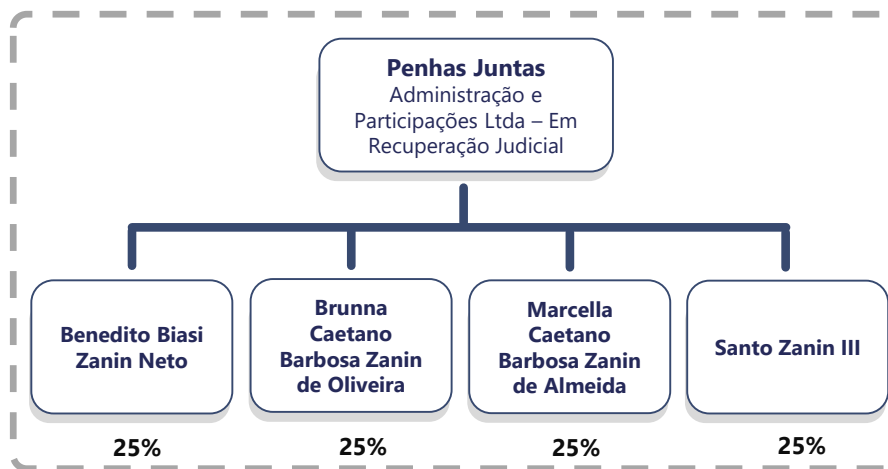 Penhas Juntas
Administração e
Participações Ltda – Em
Recuperação Judicial
Benedito Biasi
Zanin Neto
Brunna
Caetano
Barbosa Zanin
de Oliveira
Marcella
Caetano
Barbosa Zanin
de Almeida
Santo Zanin III
25%
25%
25%
25%